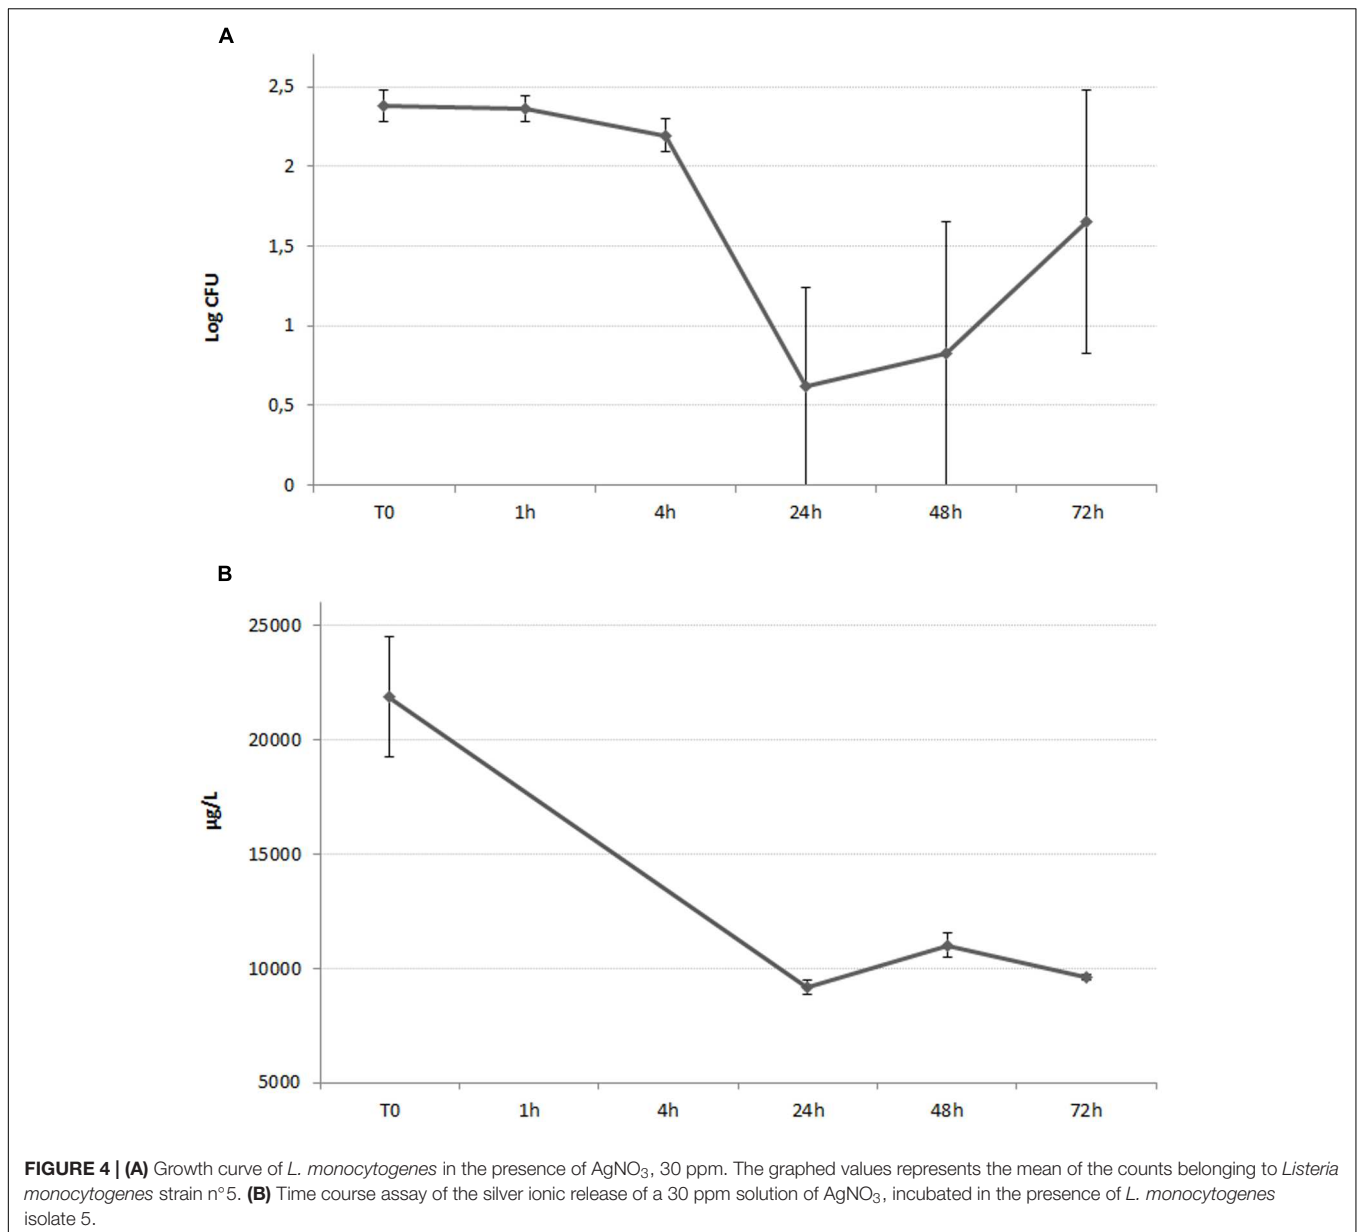 A
2,5
2
1,5
1
0,5
0
Log CFU
T0 1h 4h 24h 48h 72h
B
25000
20000
15000
10000
5000
µg/L
T0 1h 4h 24h 48h 72h
FIGURE 4 | (A) Growth curve of L. monocytogenes in the presence of AgNO₃, 30 ppm. The graphed values represents the mean of the counts belonging to Listeria
monocytogenes strain n°5. (B) Time course assay of the silver ionic release of a 30 ppm solution of AgNO₃, incubated in the presence of L. monocytogenes
isolate 5.